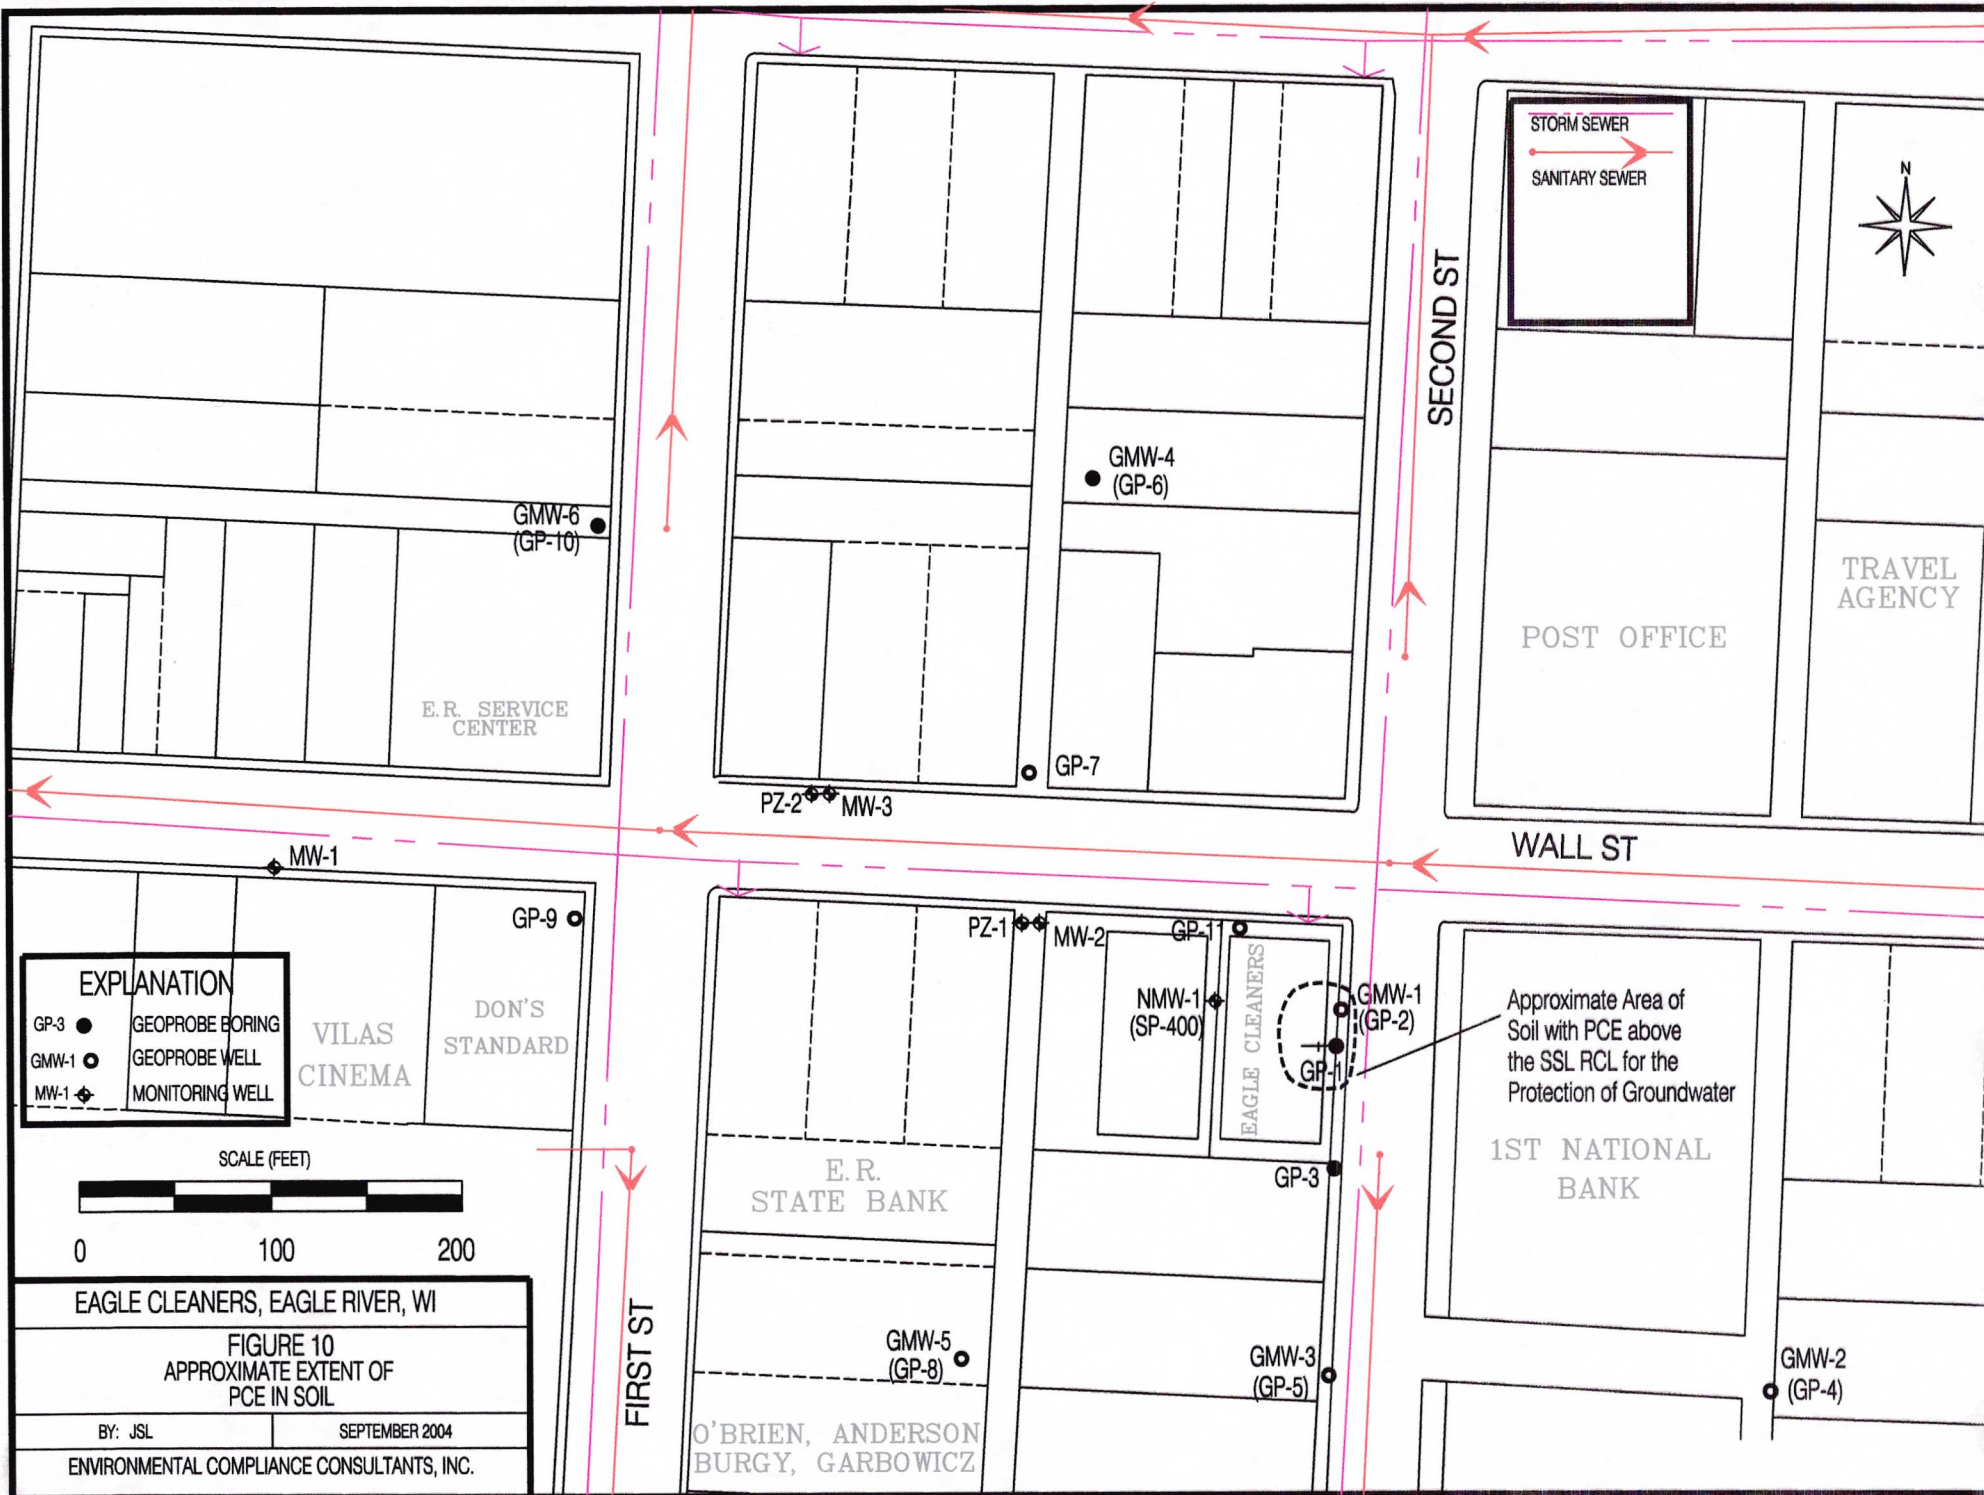 STORM SEWER
SANITARY SEWER
N
SECOND ST
GMW-4
(GP-6)
GMW-6
(GP-10)
TRAVEL
AGENCY
POST OFFICE
E.R. SERVICE
CENTER
GP-7
PZ-2
MW-3
WALL ST
MW-1
GP-9
PZ-1
MW-2
GP-11
EAGLE CLEANERS
NMW-1
(SP-400)
GMW-1
(GP-2)
GP-1
Approximate Area of
Soil with PCE above
the SSL RCL for the
Protection of Groundwater
EXPLANATION
GP-3 GEOPROBE BORING
GMW-1 GEOPROBE WELL
MW-1 MONITORING WELL
VILAS
CINEMA
DON'S
STANDARD
1ST NATIONAL
BANK
E.R.
STATE BANK
GP-3
SCALE (FEET)
0 100 200
FIRST ST
GMW-5
(GP-8)
GMW-3
(GP-5)
GMW-2
(GP-4)
O'BRIEN, ANDERSON
BURGY, GARBOWICZ
EAGLE CLEANERS, EAGLE RIVER, WI
FIGURE 10
APPROXIMATE EXTENT OF
PCE IN SOIL
BY: JSL SEPTEMBER 2004
ENVIRONMENTAL COMPLIANCE CONSULTANTS, INC.